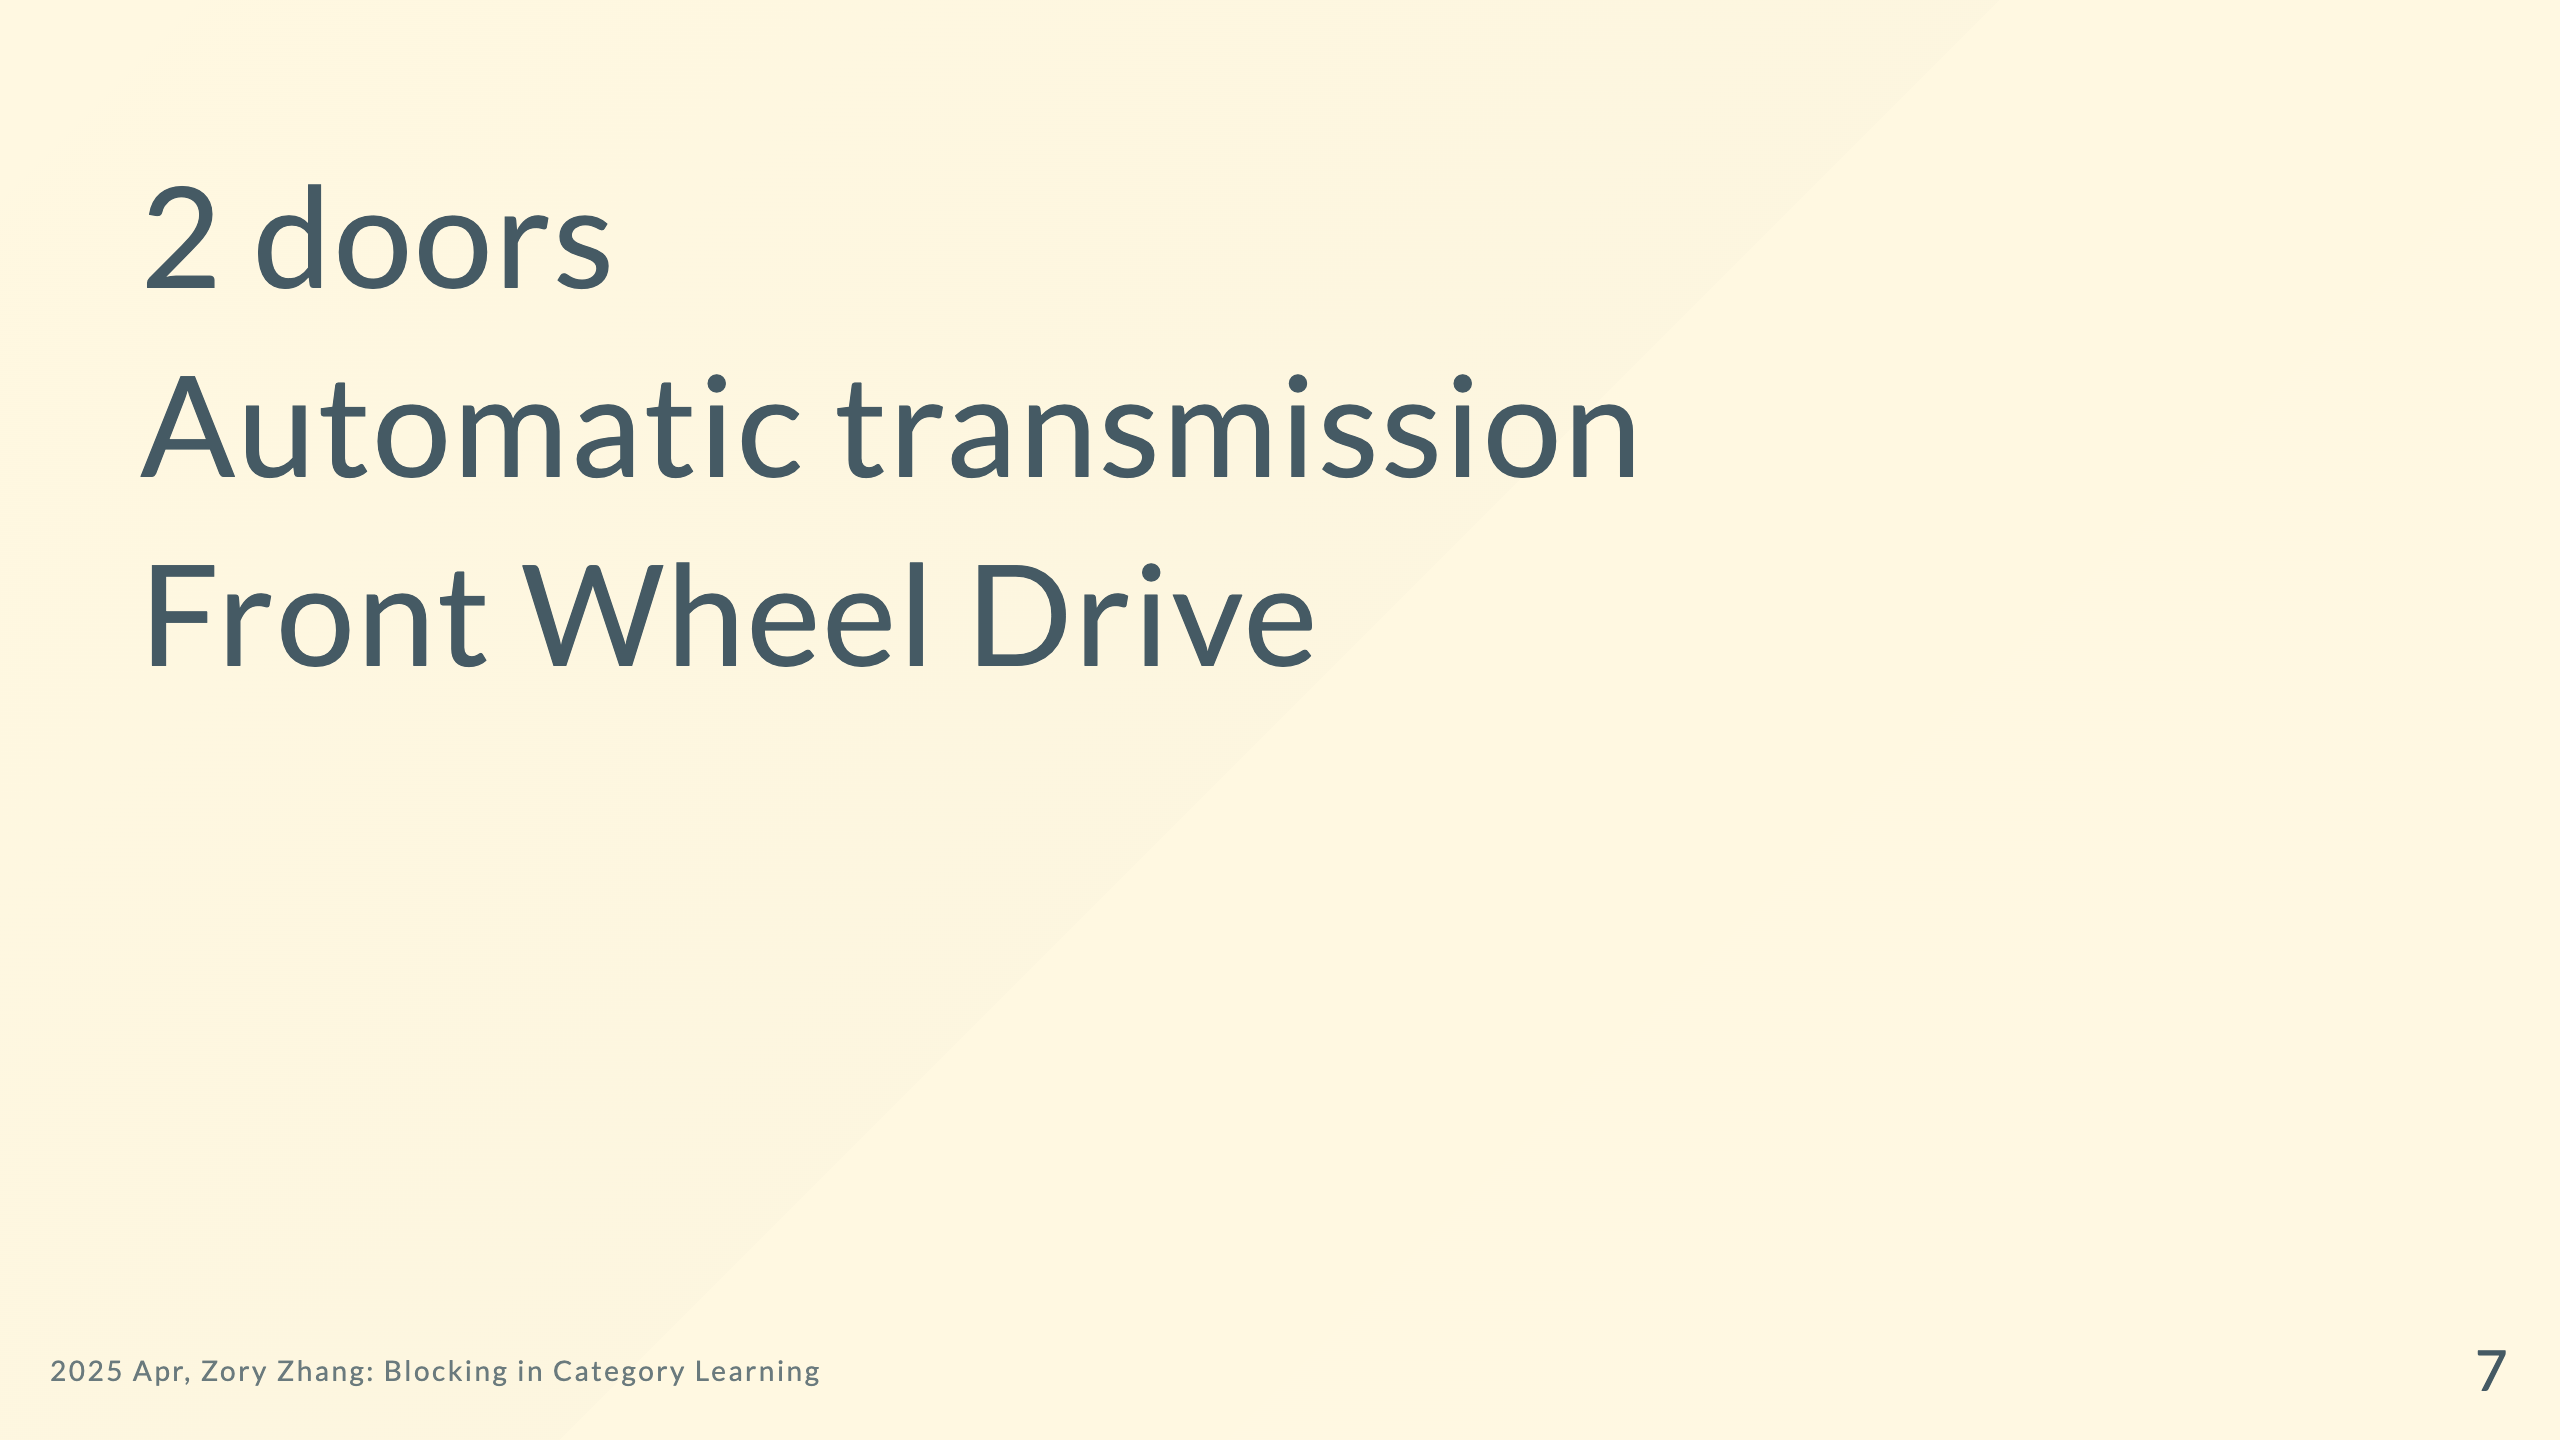 2 doors
Automatic transmission
Front Wheel Drive
2025 Apr, Zory Zhang: Blocking in Category Learning
7